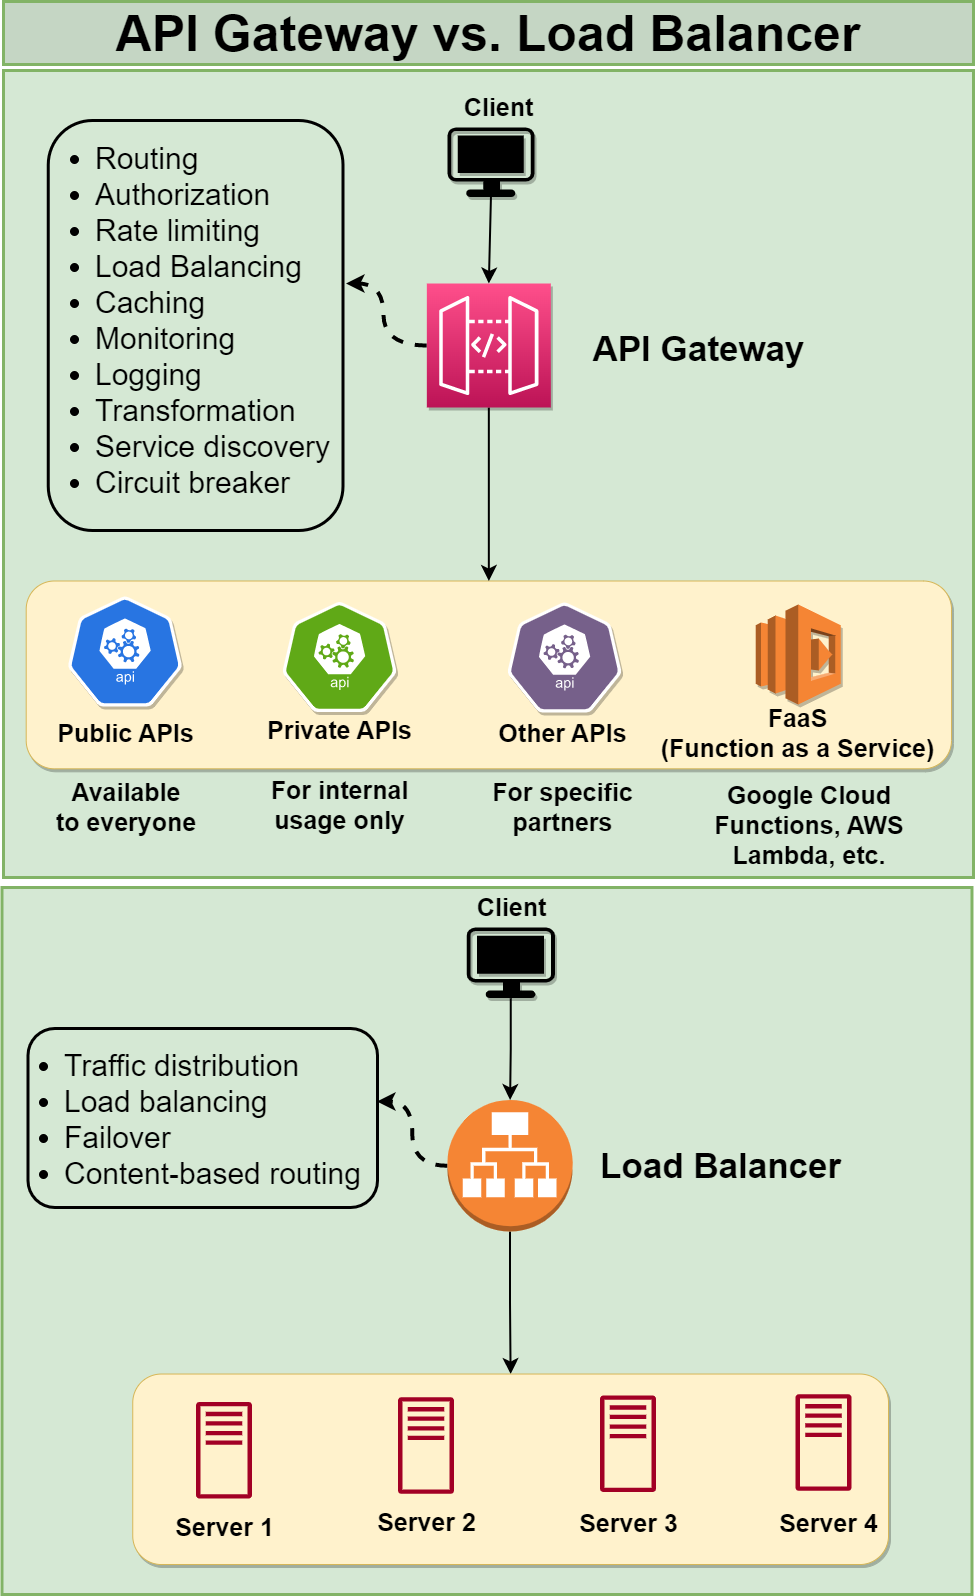 API Gateway vs. Load Balancer
Client
• Routing
• Authorization
• Rate limiting
• Load Balancing
• Caching
• Monitoring
• Logging
• Transformation
• Service discovery
• Circuit breaker
</>
API Gateway
api
api
api
Public APIs
Private APIs
Other APIs
FaaS
(Function as a Service)
Available
to everyone
For internal
usage only
For specific
partners
Google Cloud
Functions, AWS
Lambda, etc.
Client
• Traffic distribution
• Load balancing
• Failover
• Content-based routing
Load Balancer
Server 1
Server 2
Server 3
Server 4